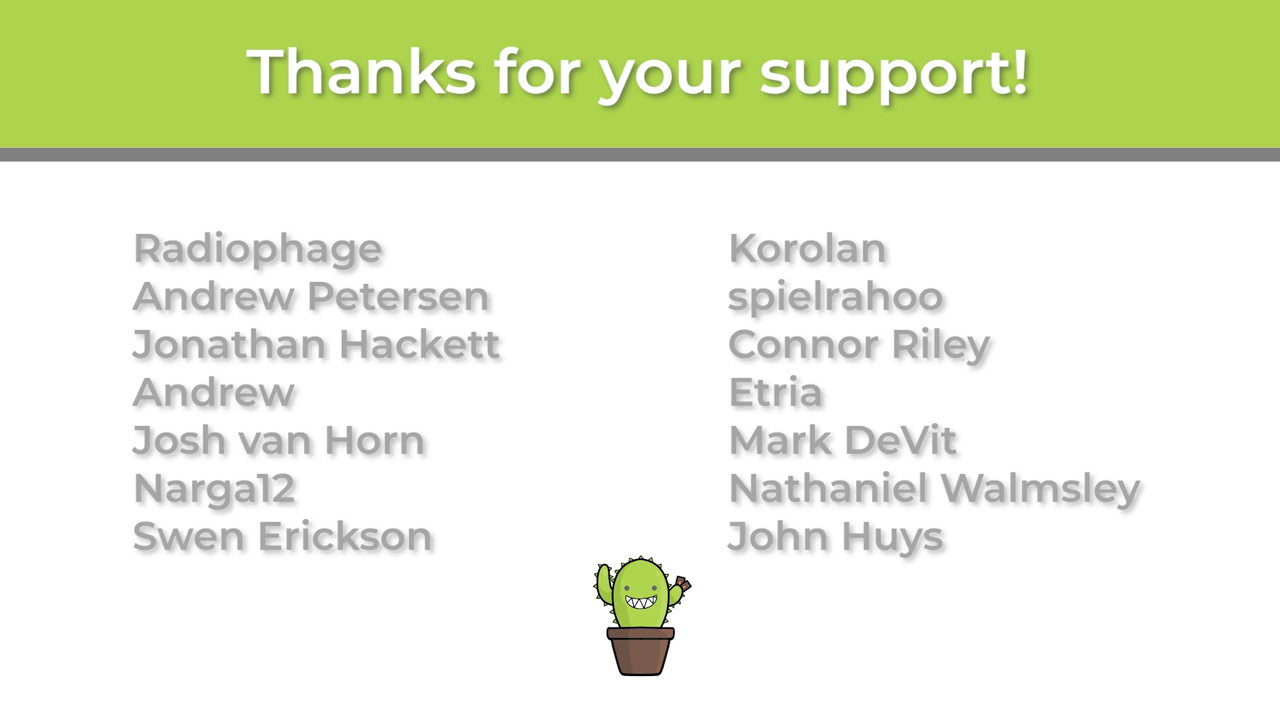 Thanks for your support!
Radiophage
Andrew Petersen
Jonathan Hackett
Andrew
Josh van Horn
Narga12
Swen Erickson
Korolan
spielrahoo
Connor Riley
Etria
Mark DeVit
Nathaniel Walmsley
John Huys